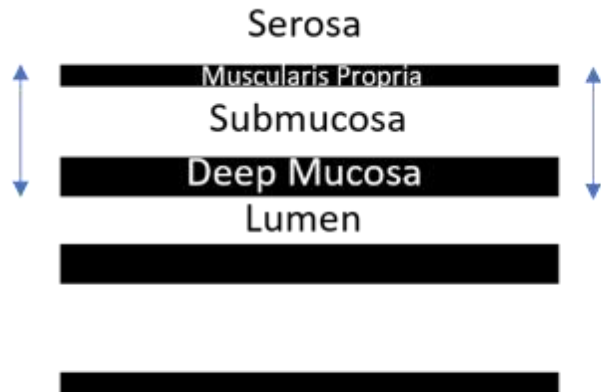 Serosa
Muscularis Propria
Submucosa
Deep Mucosa
Lumen